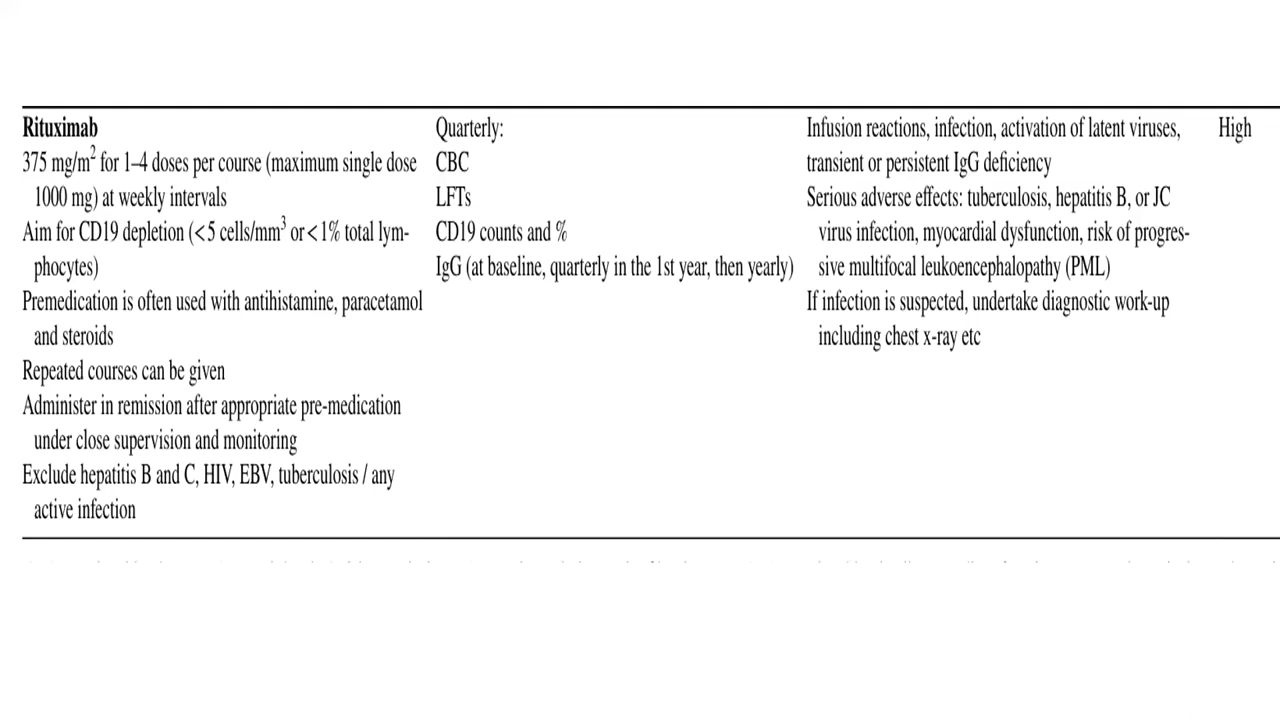 Rituximab
375 mg/m2 for 1–4 doses per course (maximum single dose
1000 mg) at weekly intervals
Aim for CD19 depletion (<5 cells/mm3 or<1% total lym-
phocytes)
Premedication is often used with antihistamine, paracetamol
and steroids
Repeated courses can be given
Administer in remission after appropriate pre-medication
under close supervision and monitoring
Exclude hepatitis B and C, HIV, EBV, tuberculosis / any
active infection
Quarterly:
CBC
LFTs
CD19 counts and %
IgG (at baseline, quarterly in the 1st year, then yearly)
Infusion reactions, infection, activation of latent viruses,
transient or persistent IgG deficiency
Serious adverse effects: tuberculosis, hepatitis B, or JC
virus infection, myocardial dysfunction, risk of progres-
sive multifocal leukoencephalopathy (PML)
If infection is suspected, undertake diagnostic work-up
including chest x-ray etc
High